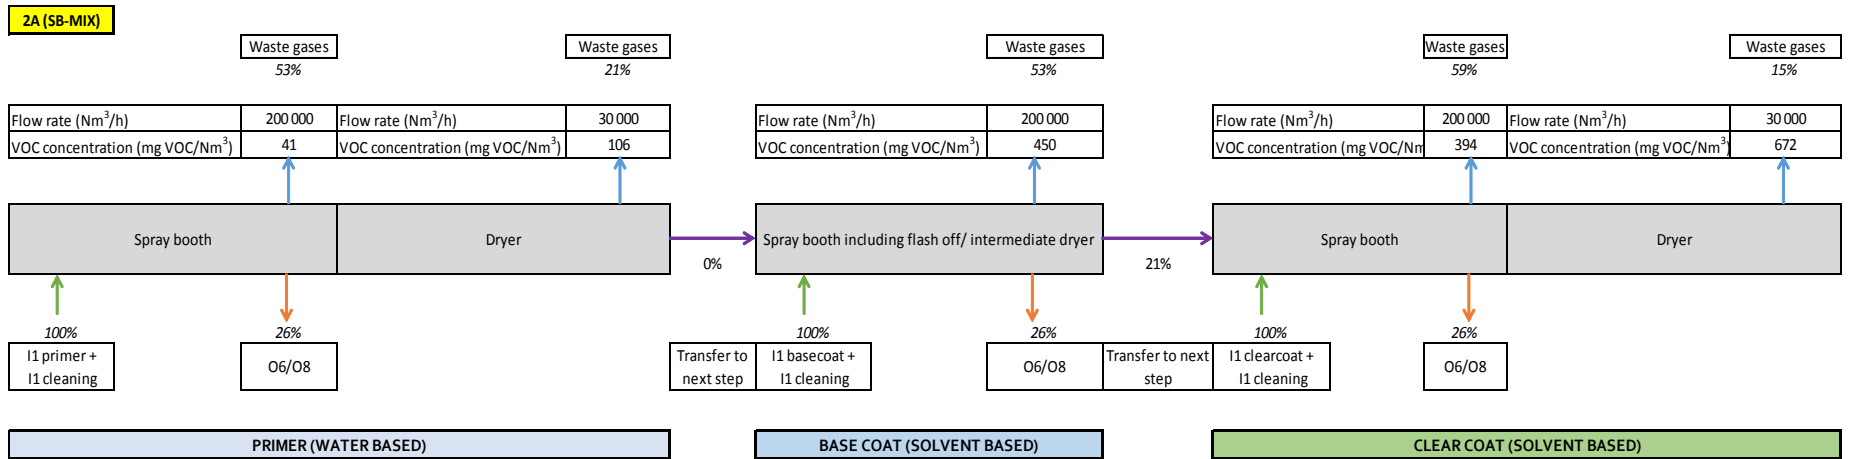 2A (SB-MIX)
Waste gases Waste gases Waste gases Waste gases Waste gases
53% 21% 53% 59% 15%
Flow rate (Nm³/h) 200 000 Flow rate (Nm³/h) 30 000 Flow rate (Nm³/h) 200 000 Flow rate (Nm³/h) 200 000 Flow rate (Nm³/h) 30 000
VOC concentration (mg VOC/Nm³) 41 VOC concentration (mg VOC/Nm³) 106 VOC concentration (mg VOC/Nm³) 450 VOC concentration (mg VOC/Nm 394 VOC concentration (mg VOC/Nm³) 672
Spray booth Dryer Spray booth including flash off/ intermediate dryer Spray booth Dryer
0% 21%
100% 26% 100% 26% 100% 26%
I1 primer +
I1 cleaning
O6/O8
Transfer to
next step
I1 basecoat +
I1 cleaning
O6/O8
Transfer to next
step
I1 clearcoat +
I1 cleaning
O6/O8
PRIMER (WATER BASED) BASE COAT (SOLVENT BASED) CLEAR COAT (SOLVENT BASED)